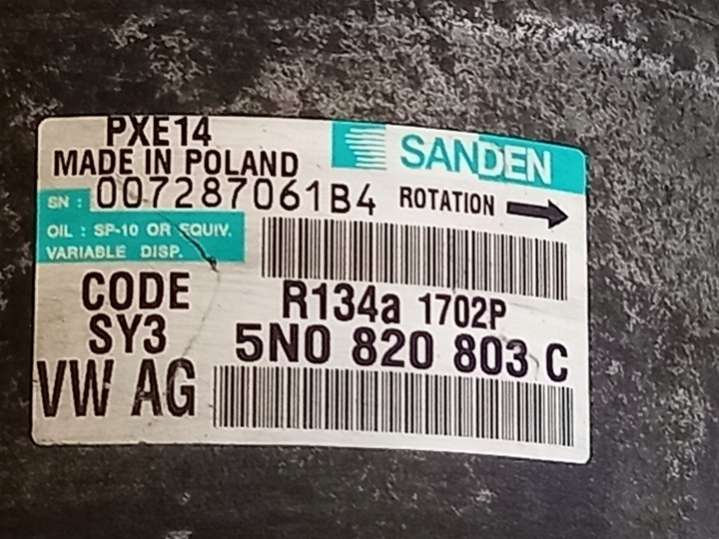 PXE14
SANDEN
MADE IN POLAND
SN : 007287061B4
ROTATION
OIL : SP-10 OR EQUIV.
VARIABLE DISP.
CODE
SY3
R134a 1702P
5N0 820 803 C
VW AG